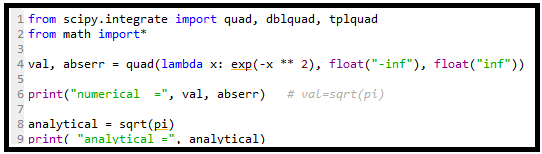 1 from scipy.integrate import quad, dblquad, tplquad
2 from math import*
3
4 val, abserr = quad(lambda x: exp(-x ** 2), float("-inf"), float("inf"))
5
6 print("numerical  =", val, abserr)   # val=sqrt(pi)
7
8 analytical = sqrt(pi)
9 print( "analytical =", analytical)